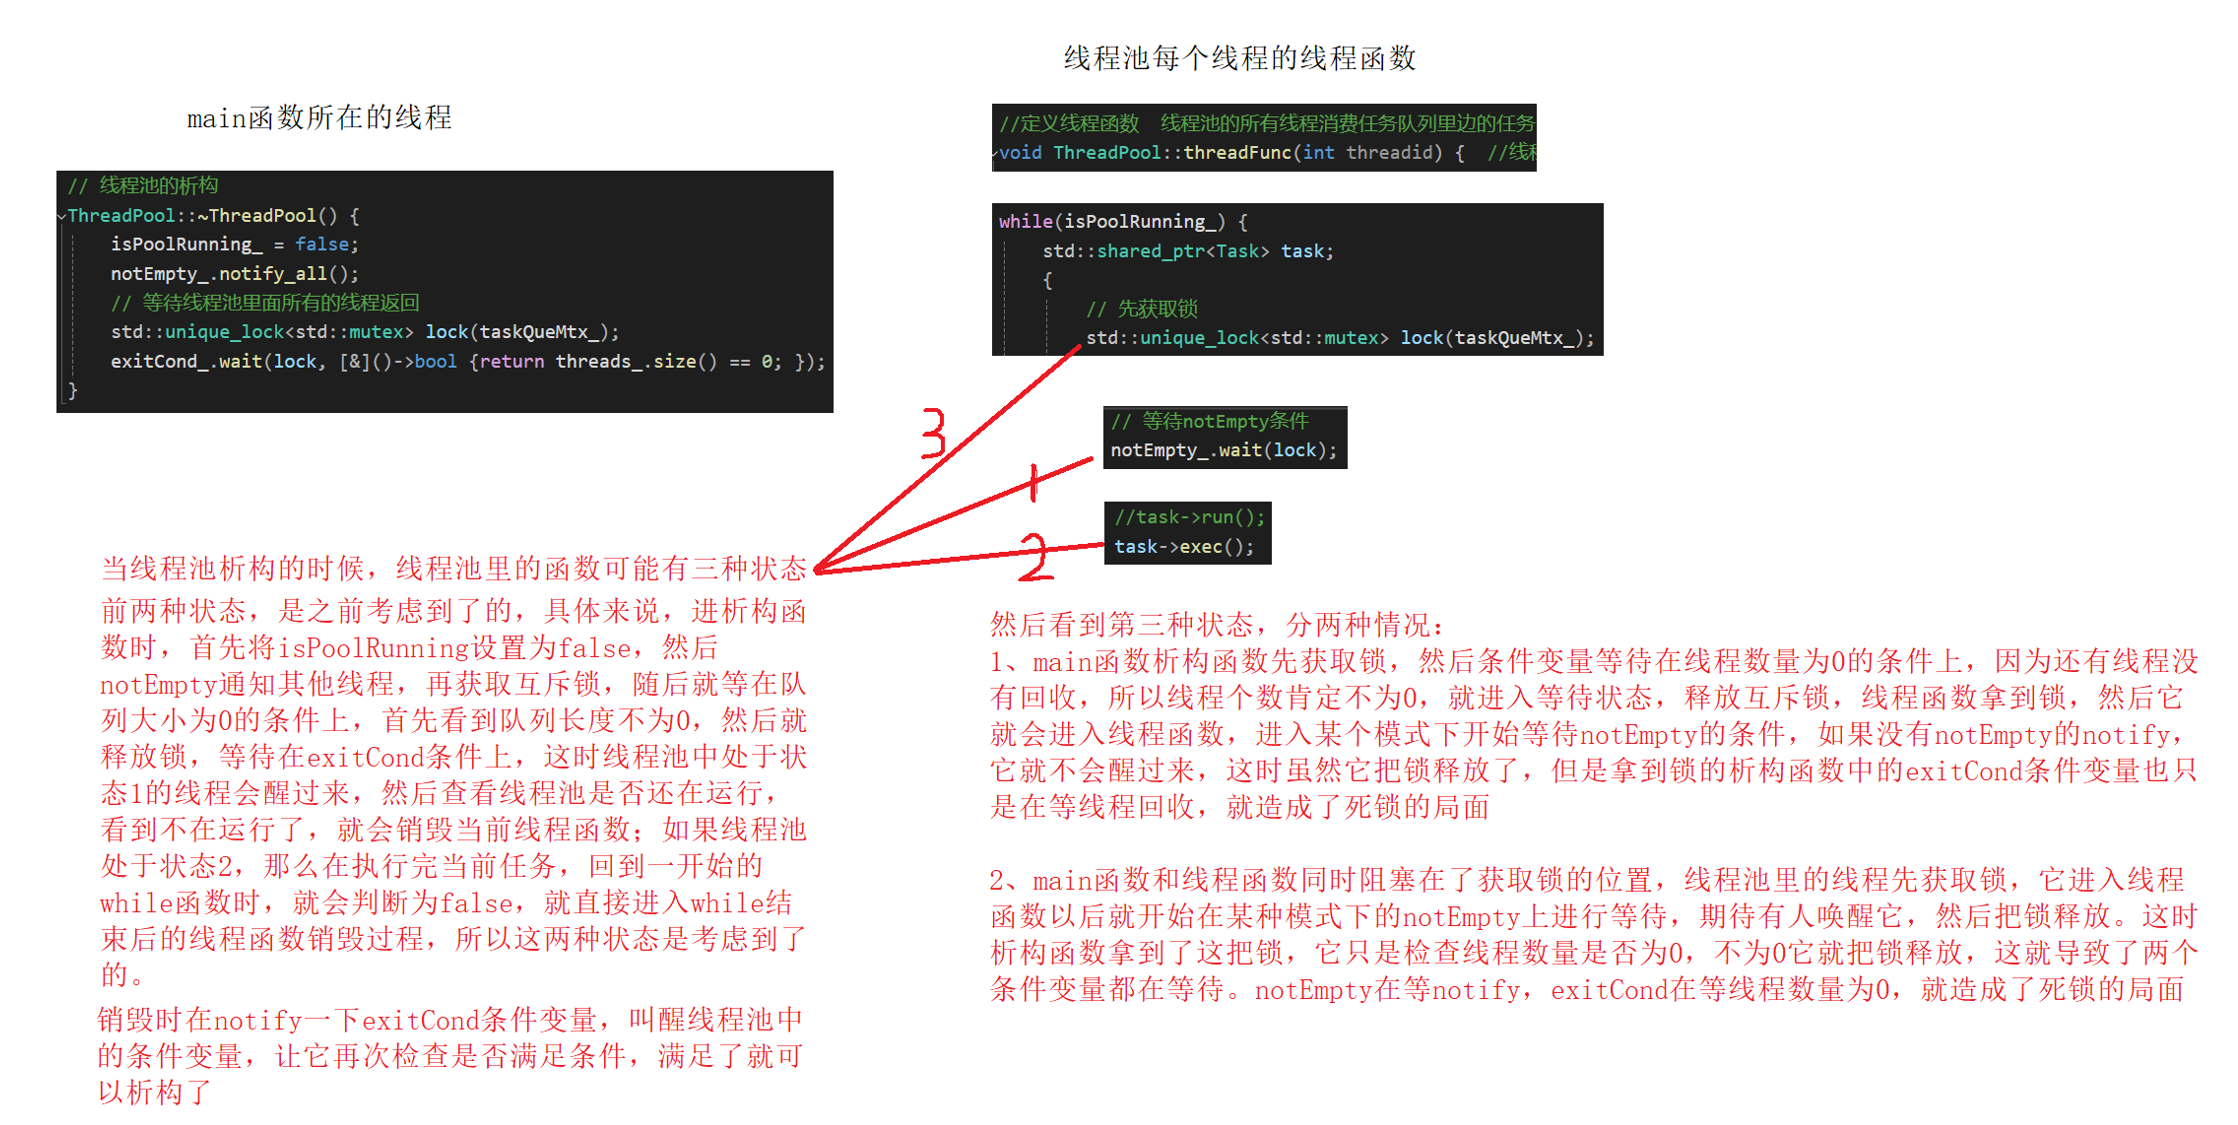 线程池每个线程的线程函数
main函数所在的线程
//定义线程函数  线程池的所有线程消费任务队列里边的任务
void ThreadPool::threadFunc(int threadid) {  //线程
// 线程池的析构
ThreadPool::~ThreadPool() {
isPoolRunning_ = false;
notEmpty_.notify_all();
// 等待线程池里面所有的线程返回
std::unique_lock<std::mutex> lock(taskQueMtx_);
exitCond_.wait(lock, [&]()->bool {return threads_.size() == 0; });
}
while(isPoolRunning_) {
std::shared_ptr<Task> task;
{
// 先获取锁
std::unique_lock<std::mutex> lock(taskQueMtx_);
// 等待notEmpty条件
notEmpty_.wait(lock);
//task->run();
task->exec();
3
1
2
当线程池析构的时候，线程池里的函数可能有三种状态
前两种状态，是之前考虑到了的，具体来说，进析构函
数时，首先将isPoolRunning设置为false，然后
notEmpty通知其他线程，再获取互斥锁，随后就等在队
列大小为0的条件上，首先看到队列长度不为0，然后就
释放锁，等待在exitCond条件上，这时线程池中处于状
态1的线程会醒过来，然后查看线程池是否还在运行，
看到不在运行了，就会销毁当前线程函数；如果线程池
处于状态2，那么在执行完当前任务，回到一开始的
while函数时，就会判断为false，就直接进入while结
束后的线程函数销毁过程，所以这两种状态是考虑到了
的。
销毁时在notify一下exitCond条件变量，叫醒线程池中
的条件变量，让它再次检查是否满足条件，满足了就可
以析构了
然后看到第三种状态，分两种情况：
1、main函数析构函数先获取锁，然后条件变量等待在线程数量为0的条件上，因为还有线程没
有回收，所以线程个数肯定不为0，就进入等待状态，释放互斥锁，线程函数拿到锁，然后它
就会进入线程函数，进入某个模式下开始等待notEmpty的条件，如果没有notEmpty的notify，
它就不会醒过来，这时虽然它把锁释放了，但是拿到锁的析构函数中的exitCond条件变量也只
是在等线程回收，就造成了死锁的局面
2、main函数和线程函数同时阻塞在了获取锁的位置，线程池里的线程先获取锁，它进入线程
函数以后就开始在某种模式下的notEmpty上进行等待，期待有人唤醒它，然后把锁释放。这时
析构函数拿到了这把锁，它只是检查线程数量是否为0，不为0它就把锁释放，这就导致了两个
条件变量都在等待。notEmpty在等notify，exitCond在等线程数量为0，就造成了死锁的局面